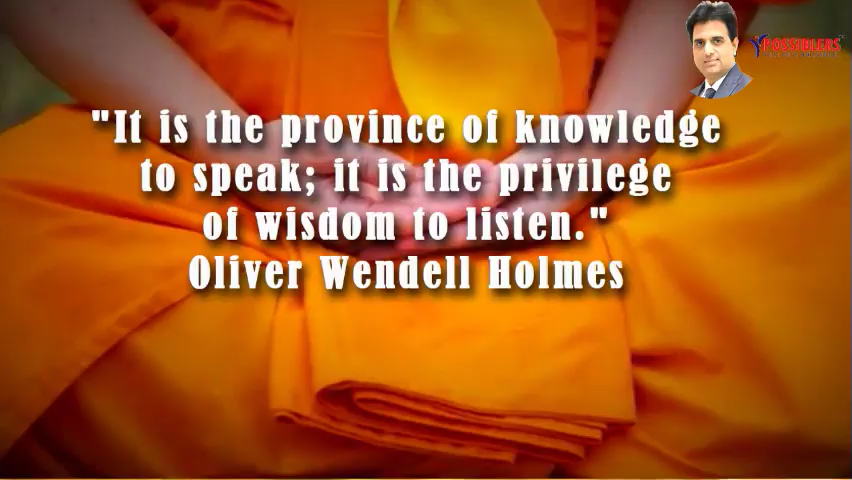 "It is the province of knowledge
to speak; it is the privilege
of wisdom to listen."
Oliver Wendell Holmes
POSSIBLERS